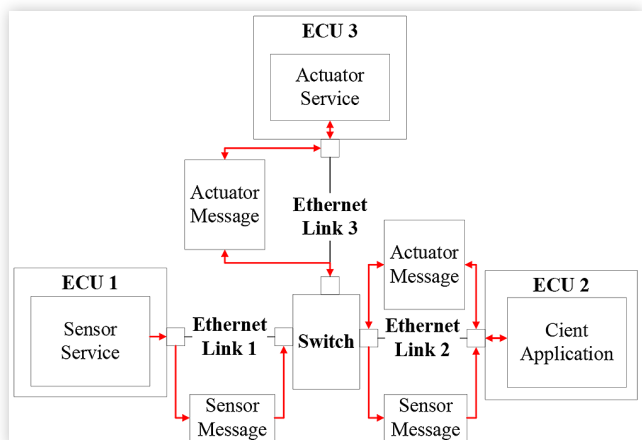 ECU 3
Actuator
Service
Actuator
Message
Ethernet
Link 3
Actuator
Message
ECU 1
Sensor
Service
Ethernet
Link 1
Switch
Ethernet
Link 2
ECU 2
Cient
Application
Sensor
Message
Sensor
Message